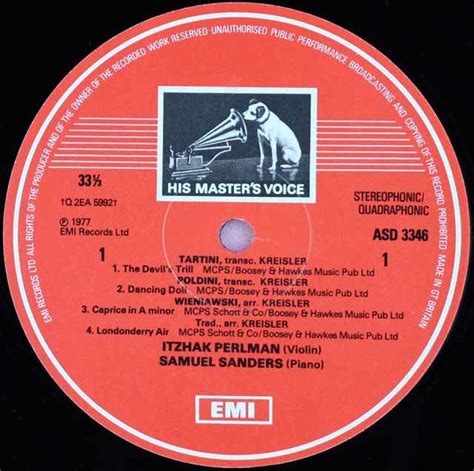 ALL RIGHTS OF THE PRODUCER AND OF THE OWNER OF THE RECORDED WORK RESERVED UNAUTHORISED PUBLIC PERFORMANCE BROADCASTING AND COPYING OF THIS RECORD PROHIBITED MADE IN GT BRITAIN
EMI RECORDS LTD
HIS MASTER'S VOICE
33⅓
1Q 2EA 5992†
℗ 1977
EMI Records Ltd
STEREOPHONIC/
QUADRAPHONIC
ASD 3346
1
1
TARTINI, transc. KREISLER
1. The Devil's Trill MCPS/Boosey & Hawkes Music Pub Ltd
POLDINI, transc. KREISLER
2. Dancing Doll MCPS/Boosey & Hawkes Music Pub Ltd
WIENIAWSKI, arr. KREISLER
3. Caprice in A minor MCPS Schott & Co/Boosey & Hawkes Music Pub Ltd
Trad., arr. KREISLER
4. Londonderry Air MCPS Schott & Co/Boosey & Hawkes Music Pub Ltd
ITZHAK PERLMAN (Violin)
SAMUEL SANDERS (Piano)
EMI